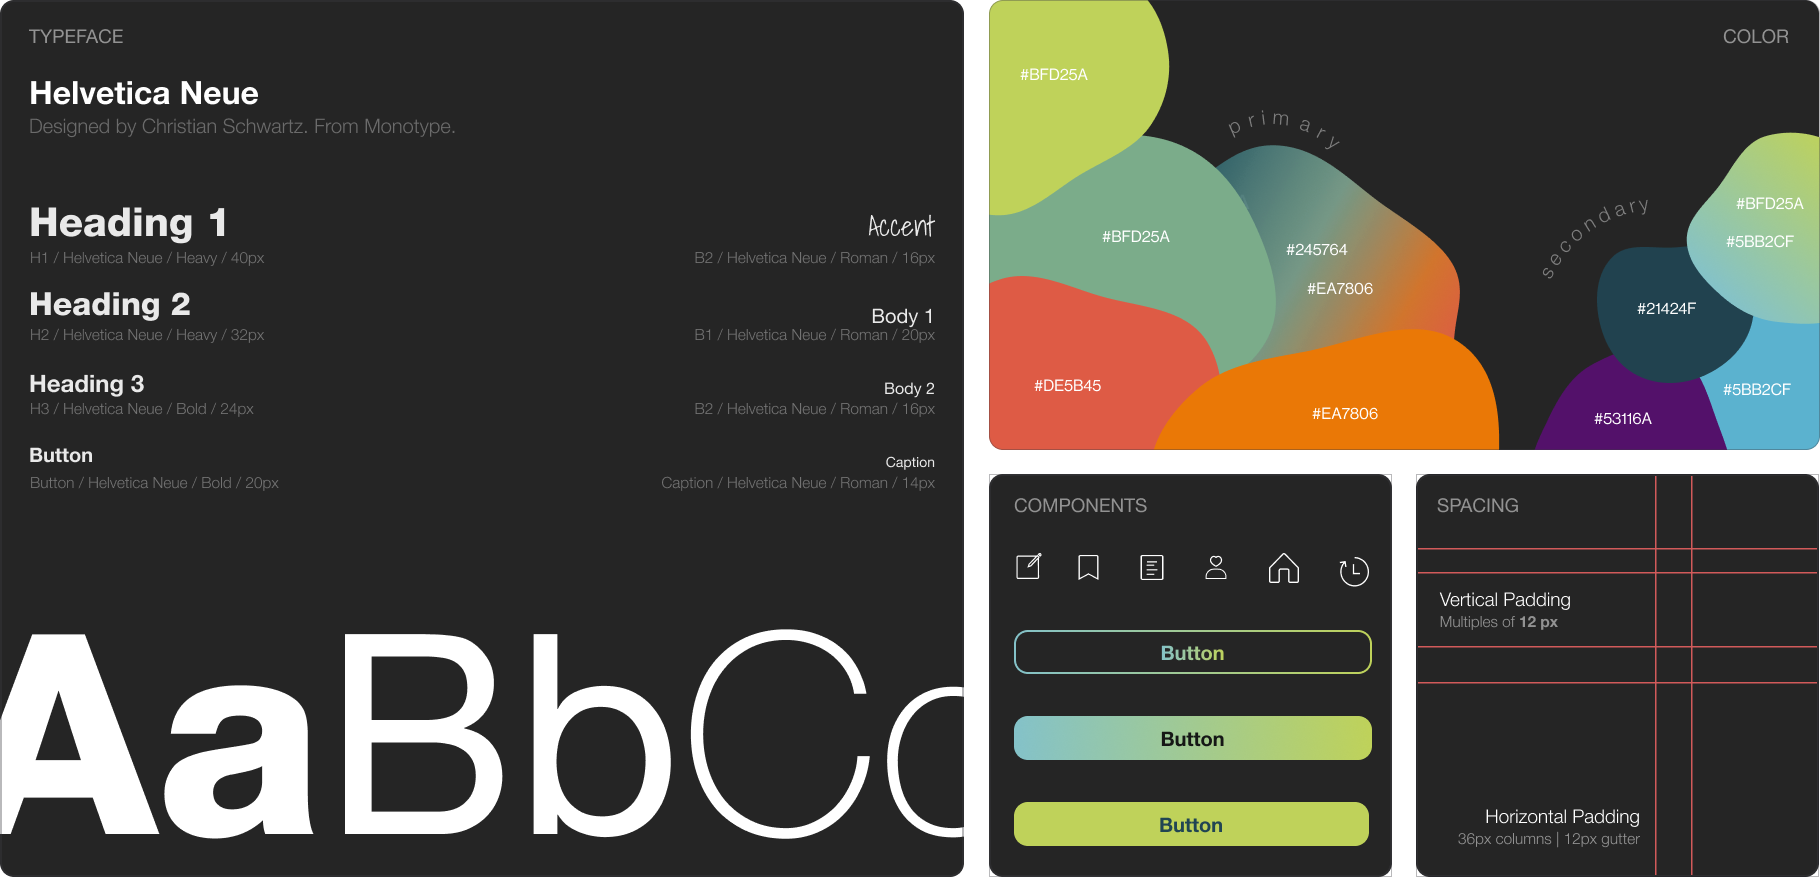 TYPEFACE
Helvetica Neue
Designed by Christian Schwartz. From Monotype.
Heading 1
H1 / Helvetica Neue / Heavy / 40px
Heading 2
H2 / Helvetica Neue / Heavy / 32px
Heading 3
H3 / Helvetica Neue / Bold / 24px
Button
Button / Helvetica Neue / Bold / 20px
Accent
B2 / Helvetica Neue / Roman / 16px
Body 1
B1 / Helvetica Neue / Roman / 20px
Body 2
B2 / Helvetica Neue / Roman / 16px
Caption
Caption / Helvetica Neue / Roman / 14px
AaBbCc
COLOR
#BFD25A
primary
#BFD25A
#245764
#EA7806
#DE5B45
#EA7806
secondary
#BFD25A
#5BB2CF
#21424F
#5BB2CF
#53116A
COMPONENTS
Button
Button
Button
SPACING
Vertical Padding
Multiples of 12 px
Horizontal Padding
36px columns | 12px gutter